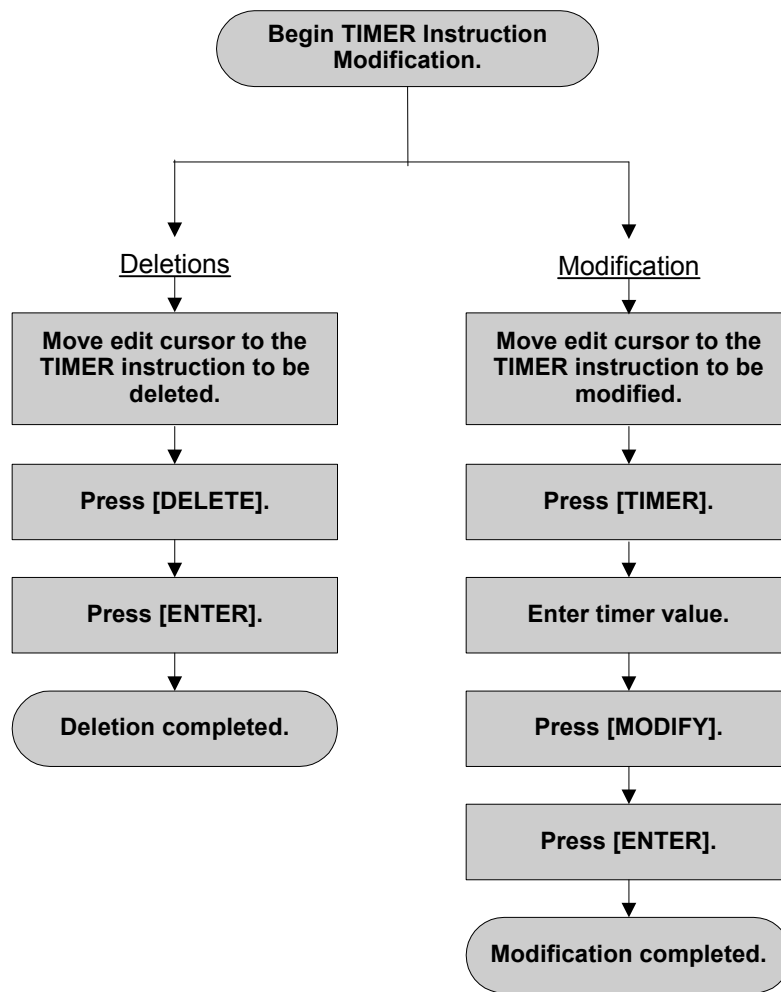 Begin TIMER Instruction
Modification.
Deletions
Move edit cursor to the
TIMER instruction to be
deleted.
Press [DELETE].
Press [ENTER].
Deletion completed.
Modification
Move edit cursor to the
TIMER instruction to be
modified.
Press [TIMER].
Enter timer value.
Press [MODIFY].
Press [ENTER].
Modification completed.